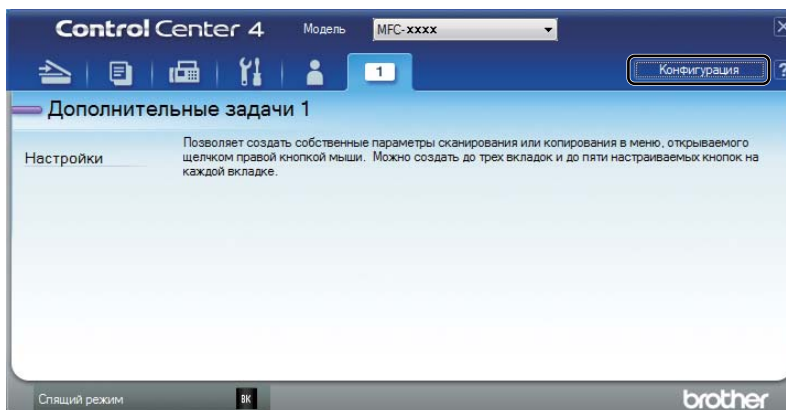 Control Center 4 Модель MFC-xxxx
1 Конфигурация ?
Дополнительные задачи 1
Настройки
Позволяет создать собственные параметры сканирования или копирования в меню, открываемого
щелчком правой кнопкой мыши. Можно создать до трех вкладок и до пяти настраиваемых кнопок на
каждой вкладке.
Спящий режим BK brother